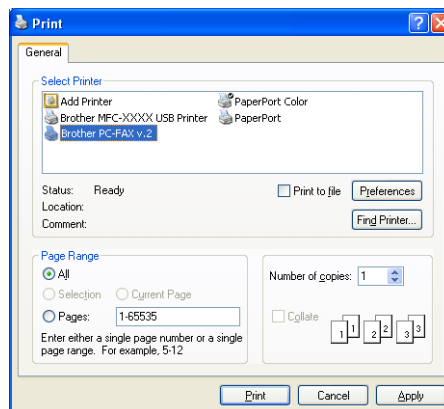 Print
General
Select Printer
Add Printer
PaperPort Color
Brother MFC-XXXX USB Printer
PaperPort
Brother PC-FAX v.2
Status: Ready
Print to file
Preferences
Location:
Comment:
Find Printer...
Page Range
All
Number of copies: 1
Selection
Current Page
Pages: 1-65535
Collate
Enter either a single page number or a single
page range. For example, 5-12
1 1 2 2 3 3
Print
Cancel
Apply